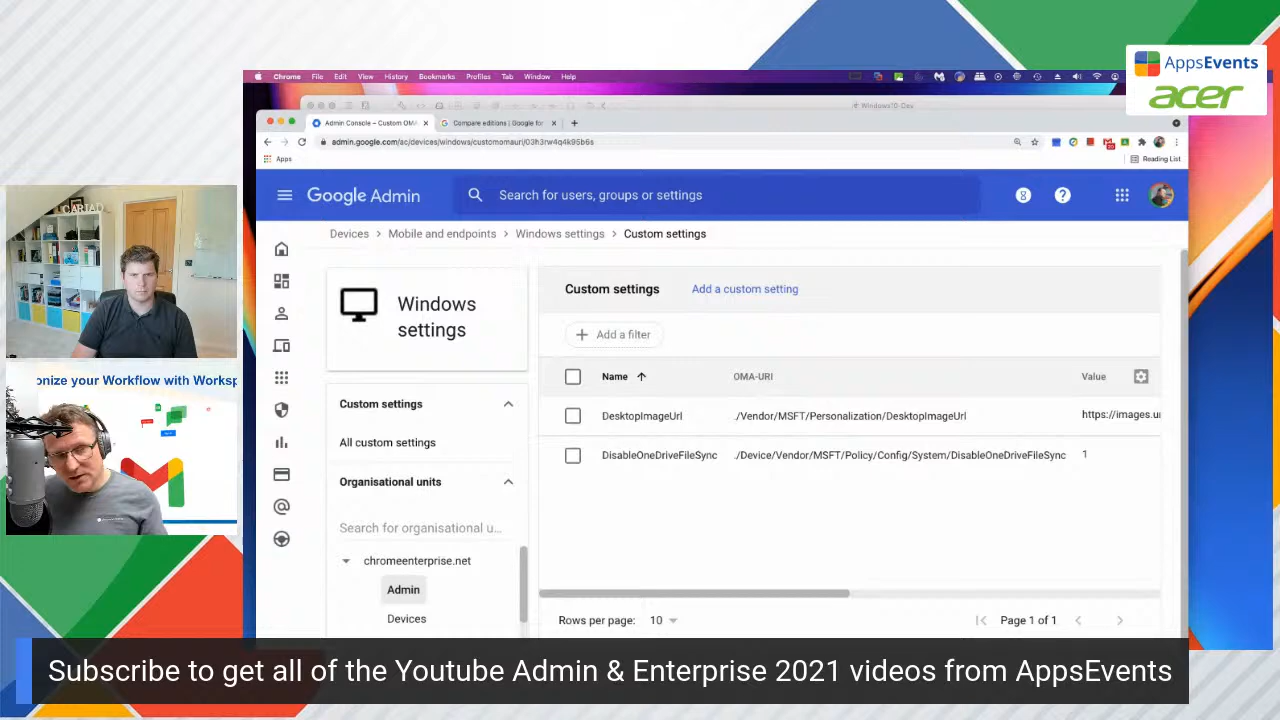 AppsEvents
acer
Chrome File Edit View History Bookmarks Profiles Tab Window Help
Windows10-Dev
Admin Console – Custom OMA
Compare editions | Google for
admin.google.com/ac/devices/windows/customomauri/03h3rw4q4k95b6s
Apps
Reading List
Google Admin
Search for users, groups or settings
Devices > Mobile and endpoints > Windows settings > Custom settings
Windows
settings
Custom settings
Add a custom setting
Add a filter
Name
OMA-URI
Value
DesktopImageUrl
./Vendor/MSFT/Personalization/DesktopImageUrl
https://images.un
DisableOneDriveFileSync
./Device/Vendor/MSFT/Policy/Config/System/DisableOneDriveFileSync
1
Custom settings
All custom settings
Organisational units
Search for organisational u...
chromeenterprise.net
Admin
Devices
Rows per page: 10
Page 1 of 1
CARIAD
onize your Workflow with Worksp
Subscribe to get all of the Youtube Admin & Enterprise 2021 videos from AppsEvents